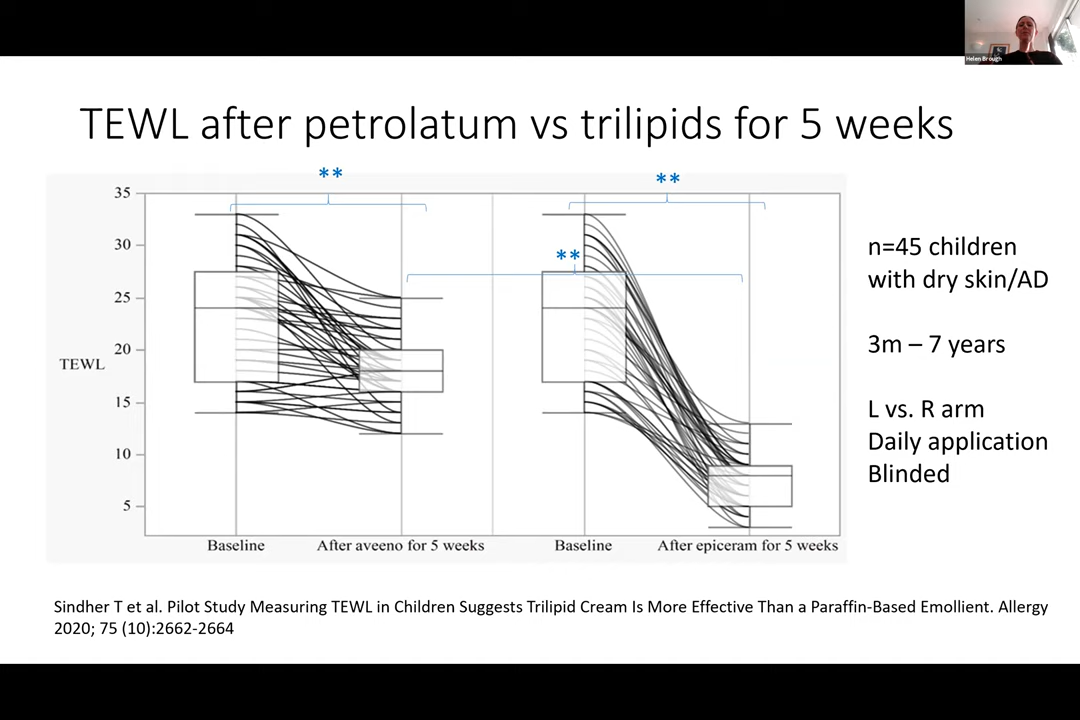 Helen Brough
TEWL after petrolatum vs trilipids for 5 weeks
**
**
**
35
30
25
20
15
10
5
TEWL
Baseline
After aveeno for 5 weeks
Baseline
After epiceram for 5 weeks
n=45 children
with dry skin/AD
3m – 7 years
L vs. R arm
Daily application
Blinded
Sindher T et al. Pilot Study Measuring TEWL in Children Suggests Trilipid Cream Is More Effective Than a Paraffin-Based Emollient. Allergy
2020; 75 (10):2662-2664